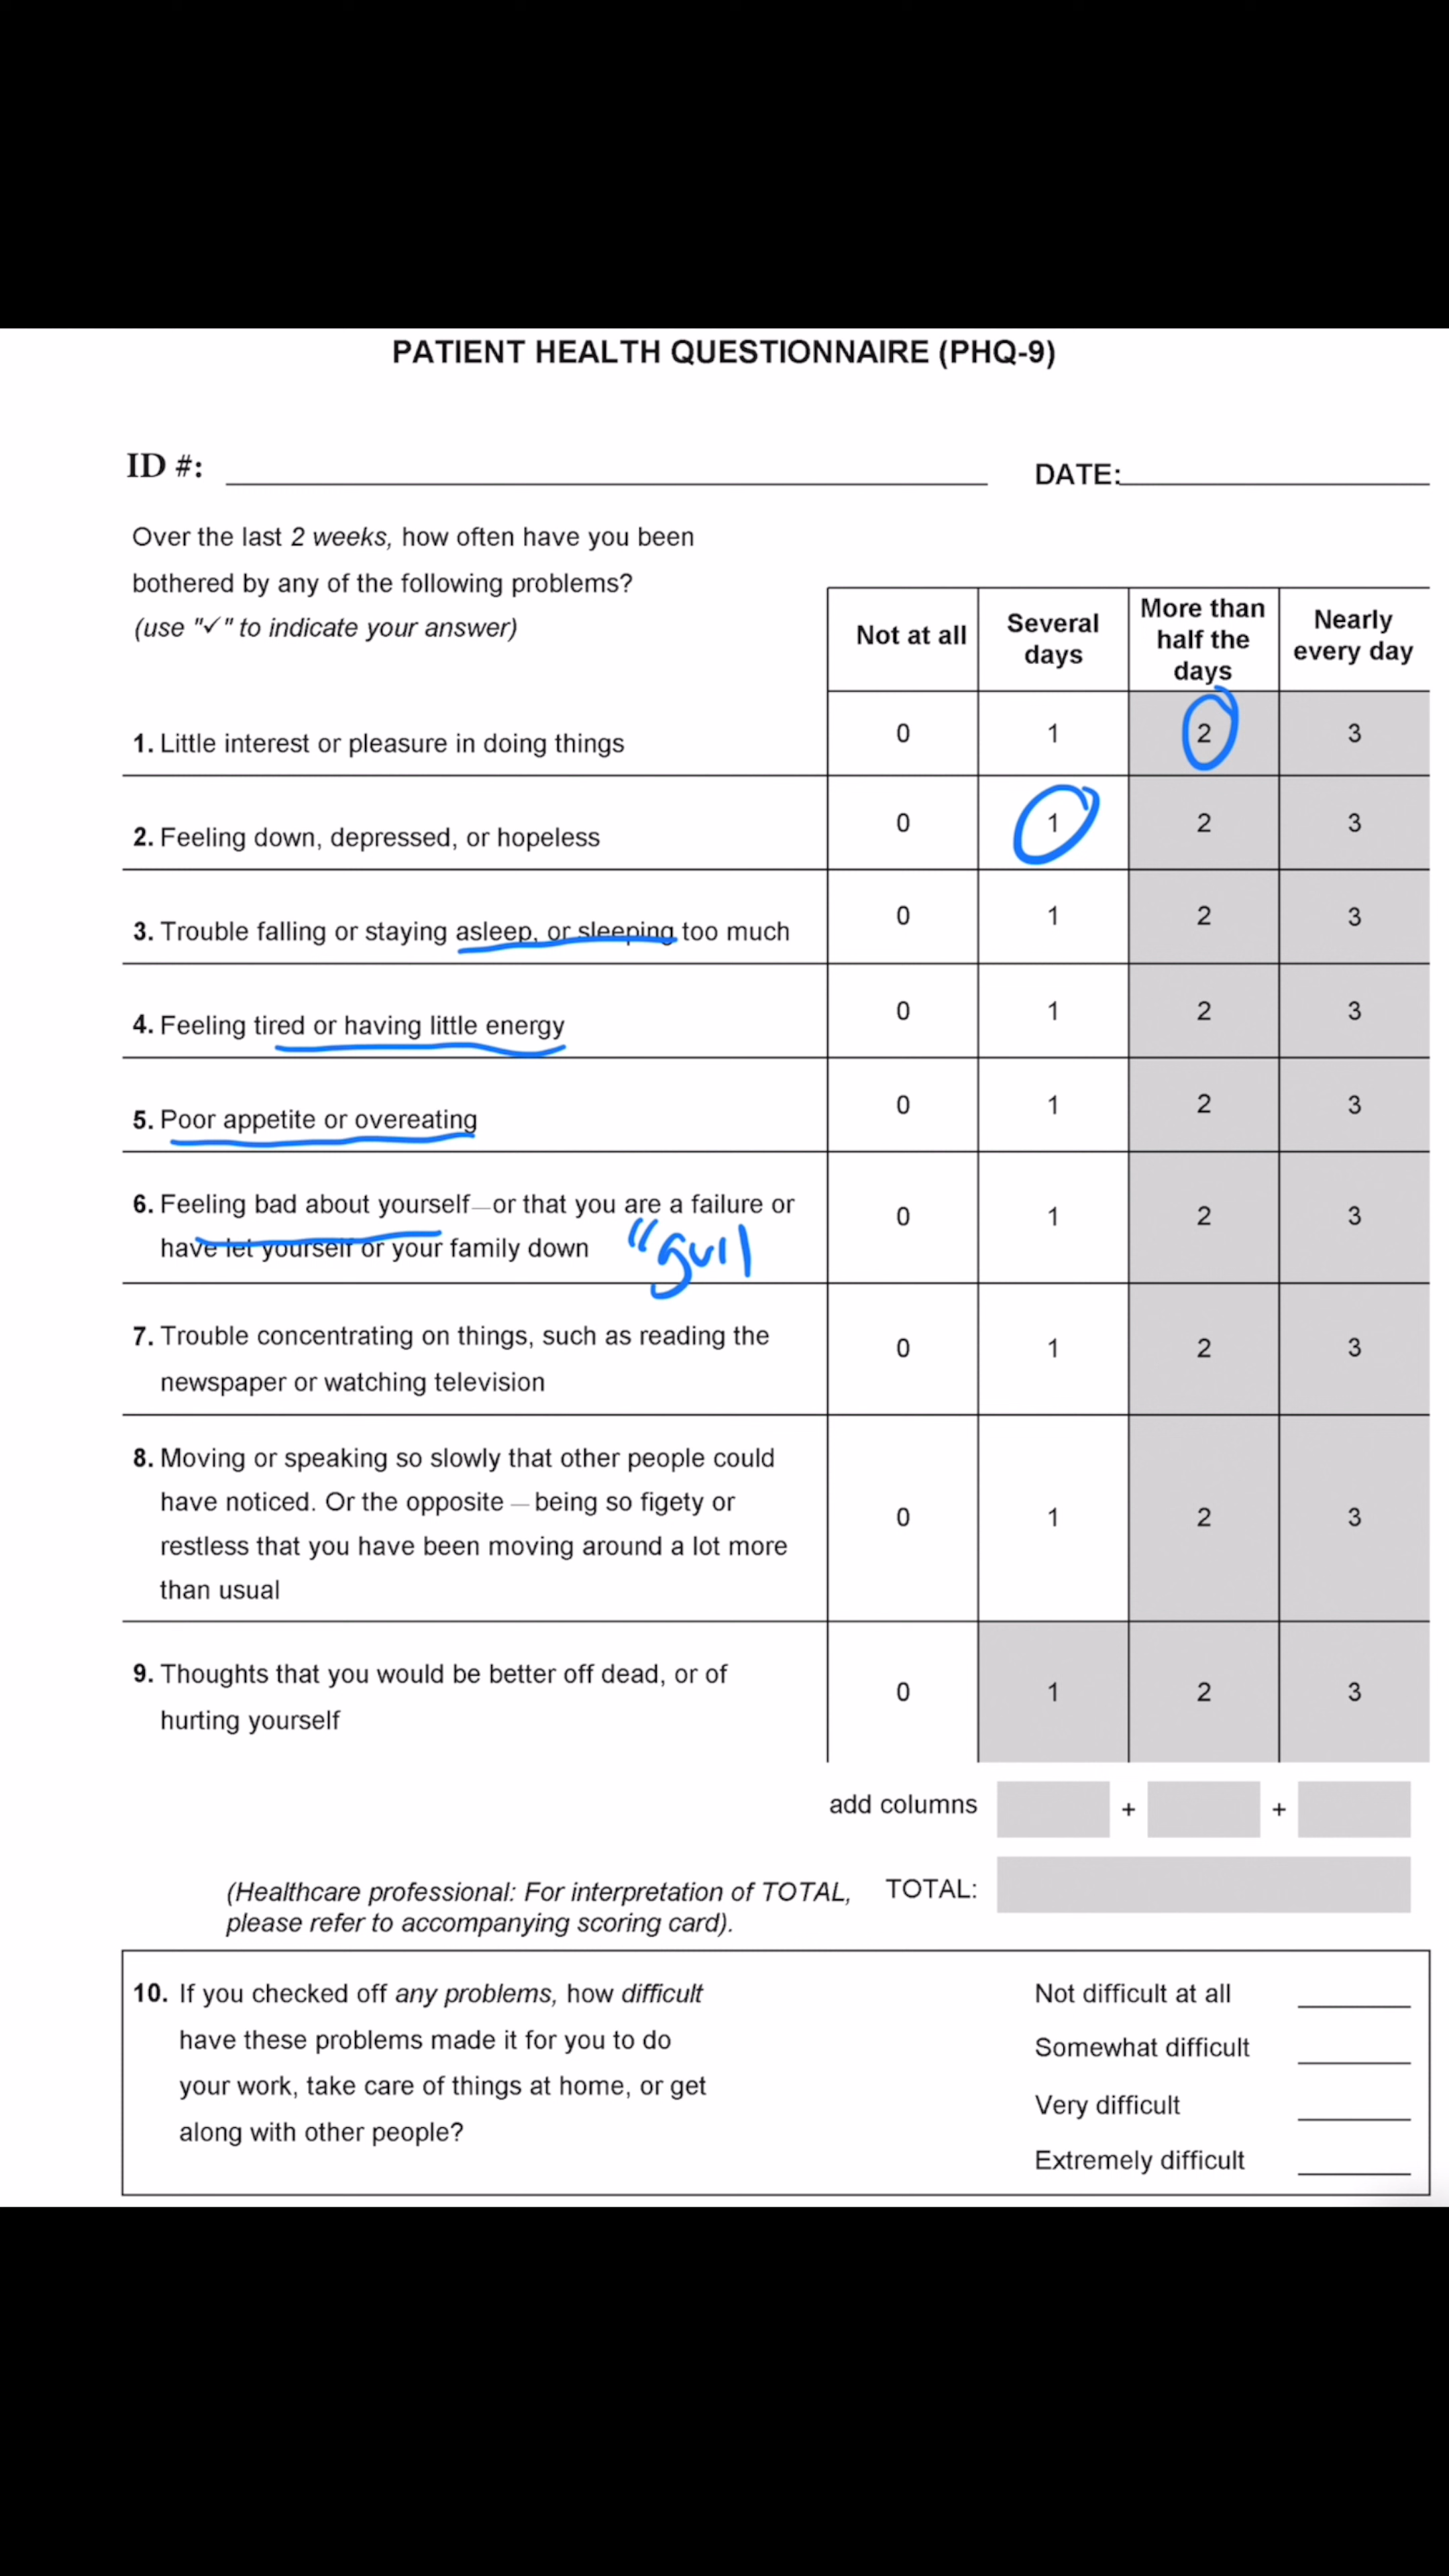 PATIENT HEALTH QUESTIONNAIRE (PHQ-9)
ID #:
DATE:
Over the last 2 weeks, how often have you been
bothered by any of the following problems?
(use "✓" to indicate your answer)
Not at all
Several
days
More than
half the
days
Nearly
every day
1. Little interest or pleasure in doing things 0 1 2 3
2. Feeling down, depressed, or hopeless 0 1 2 3
3. Trouble falling or staying asleep, or sleeping too much 0 1 2 3
4. Feeling tired or having little energy 0 1 2 3
5. Poor appetite or overeating 0 1 2 3
6. Feeling bad about yourself—or that you are a failure or
have let yourself or your family down 0 1 2 3
"guil
7. Trouble concentrating on things, such as reading the
newspaper or watching television 0 1 2 3
8. Moving or speaking so slowly that other people could
have noticed. Or the opposite — being so figety or
restless that you have been moving around a lot more
than usual 0 1 2 3
9. Thoughts that you would be better off dead, or of
hurting yourself 0 1 2 3
add columns + +
(Healthcare professional: For interpretation of TOTAL, TOTAL:
please refer to accompanying scoring card).
10. If you checked off any problems, how difficult
have these problems made it for you to do
your work, take care of things at home, or get
along with other people?
Not difficult at all
Somewhat difficult
Very difficult
Extremely difficult